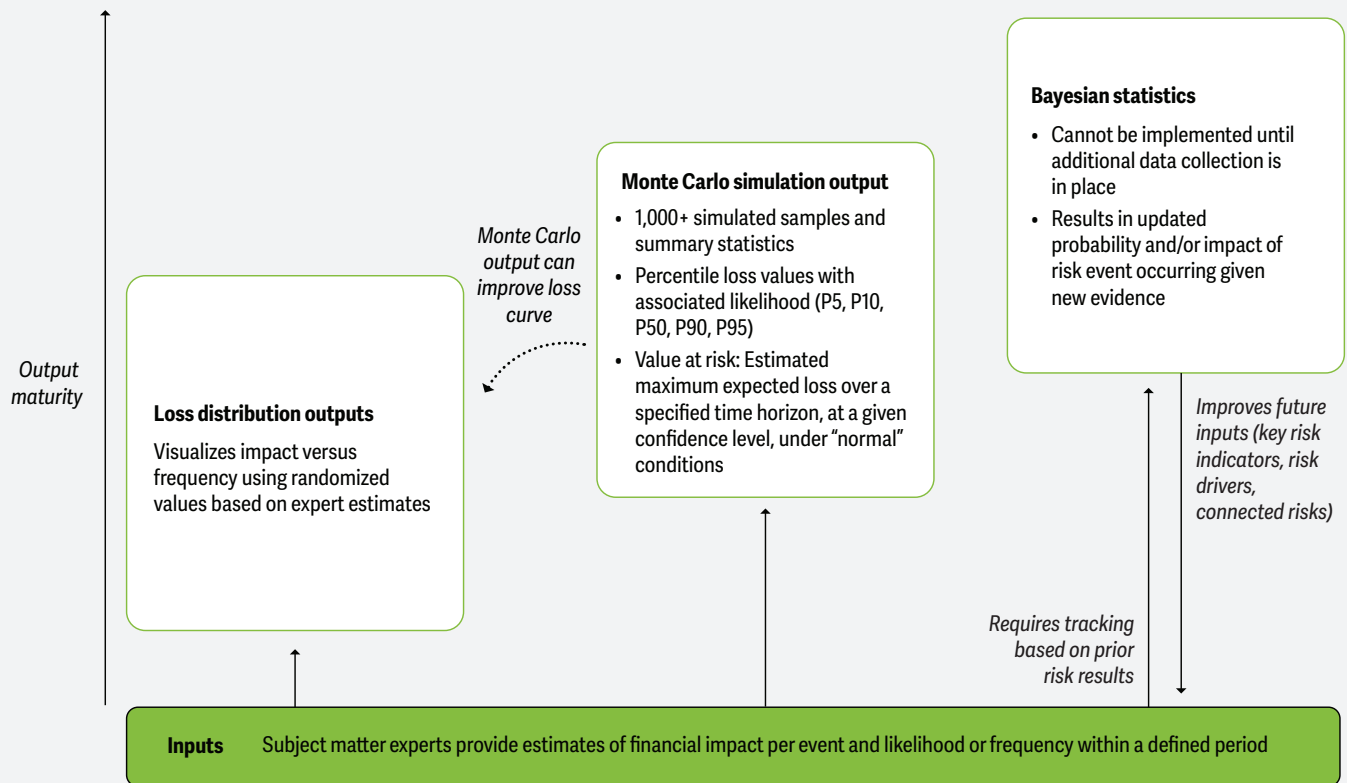 Output
maturity
Loss distribution outputs
Visualizes impact versus
frequency using randomized
values based on expert estimates
Monte Carlo
output can
improve loss
curve
Monte Carlo simulation output
• 1,000+ simulated samples and
summary statistics
• Percentile loss values with
associated likelihood (P5, P10,
P50, P90, P95)
• Value at risk: Estimated
maximum expected loss over a
specified time horizon, at a given
confidence level, under “normal”
conditions
Bayesian statistics
• Cannot be implemented until
additional data collection is
in place
• Results in updated
probability and/or impact of
risk event occurring given
new evidence
Improves future
inputs (key risk
indicators, risk
drivers,
connected risks)
Requires tracking
based on prior
risk results
Inputs Subject matter experts provide estimates of financial impact per event and likelihood or frequency within a defined period